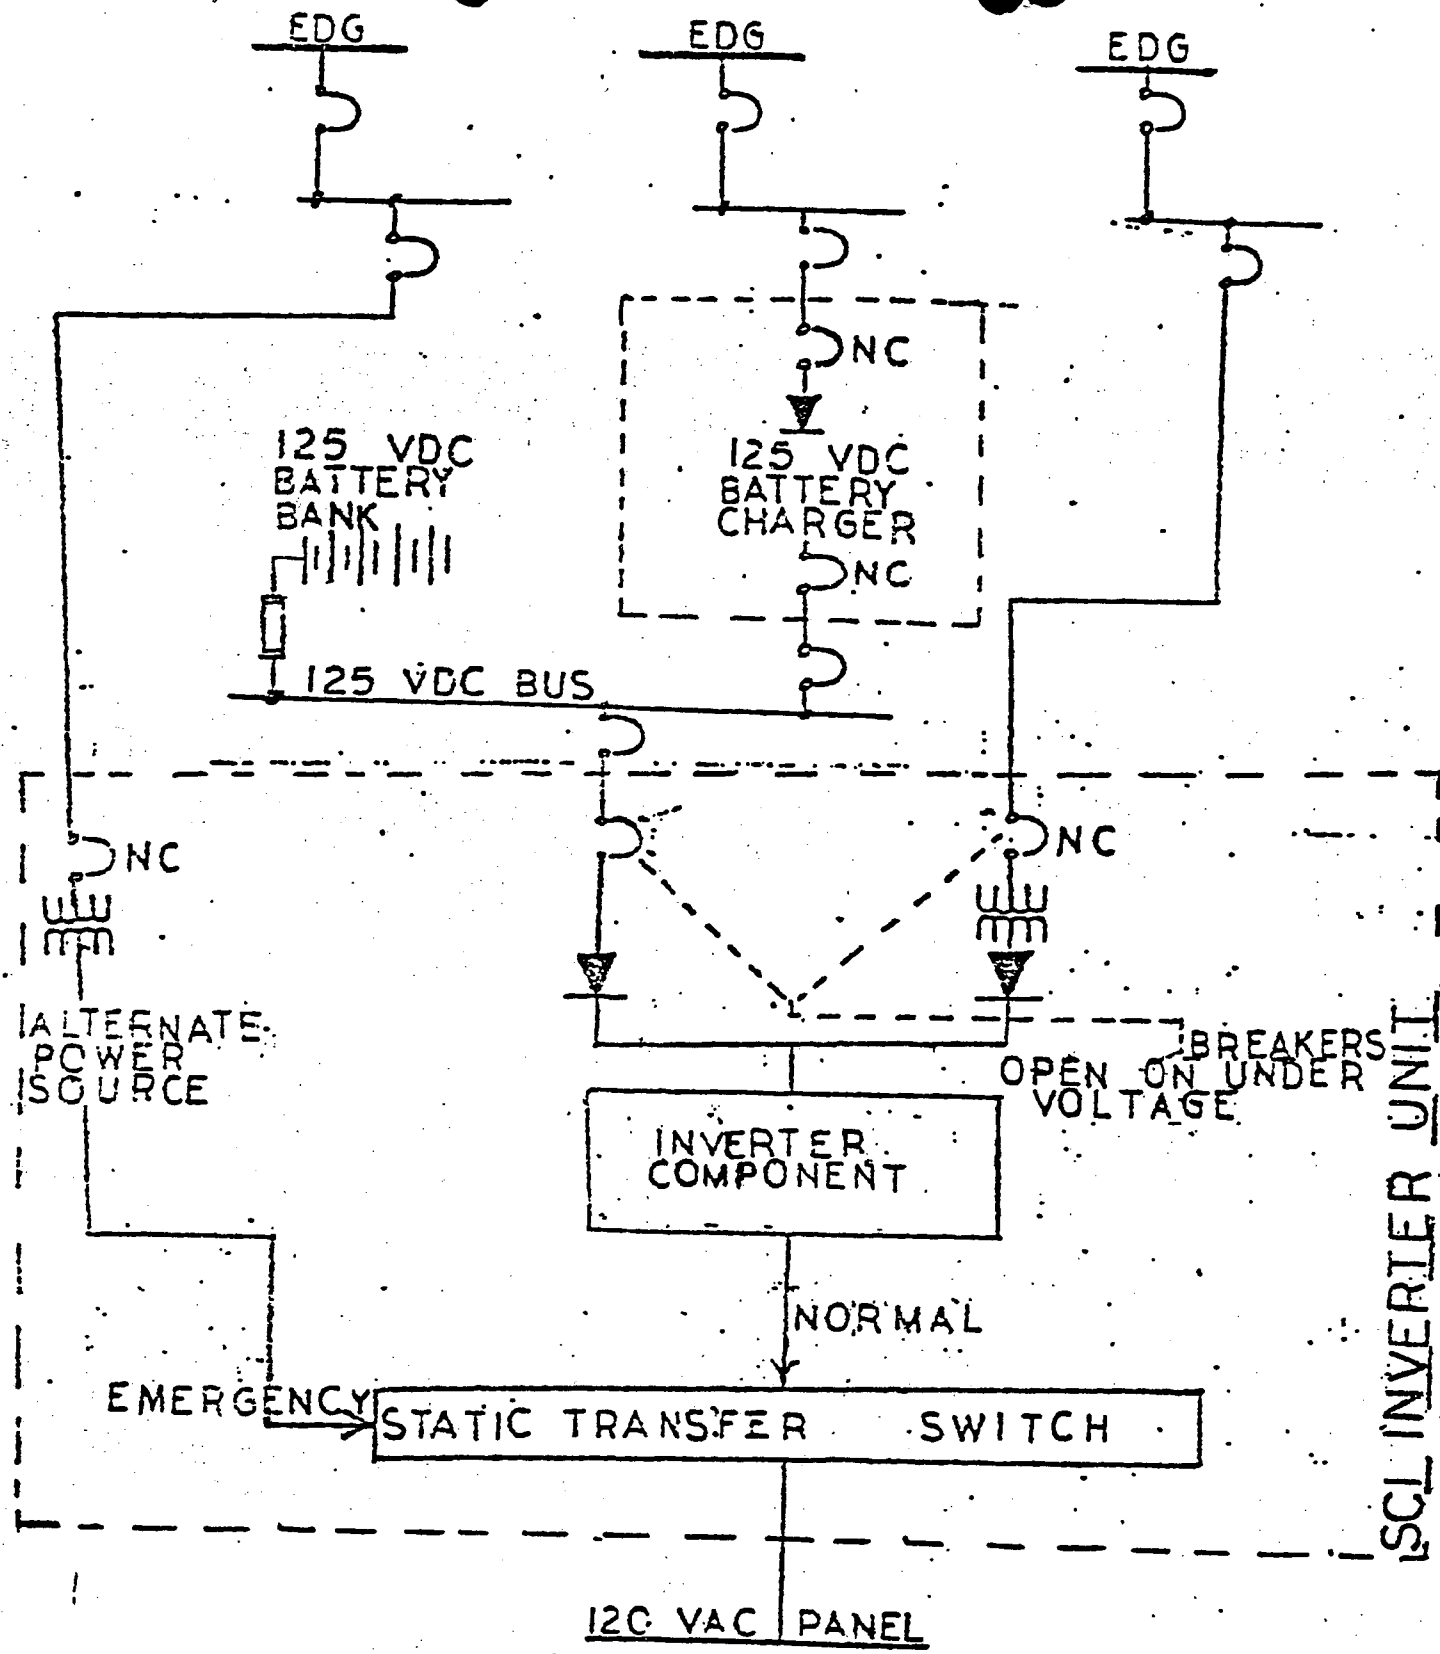 EDG
EDG
EDG
NC
125 VDC
BATTERY
BANK
125 VDC
BATTERY
CHARGER
NC
125 VDC BUS
NC
NC
ALTERNATE
POWER
SOURCE
BREAKERS
OPEN ON UNDER
VOLTAGE
INVERTER
COMPONENT
NORMAL
EMERGENCY
STATIC TRANSFER SWITCH
SCI INVERTER UNIT
120 VAC PANEL